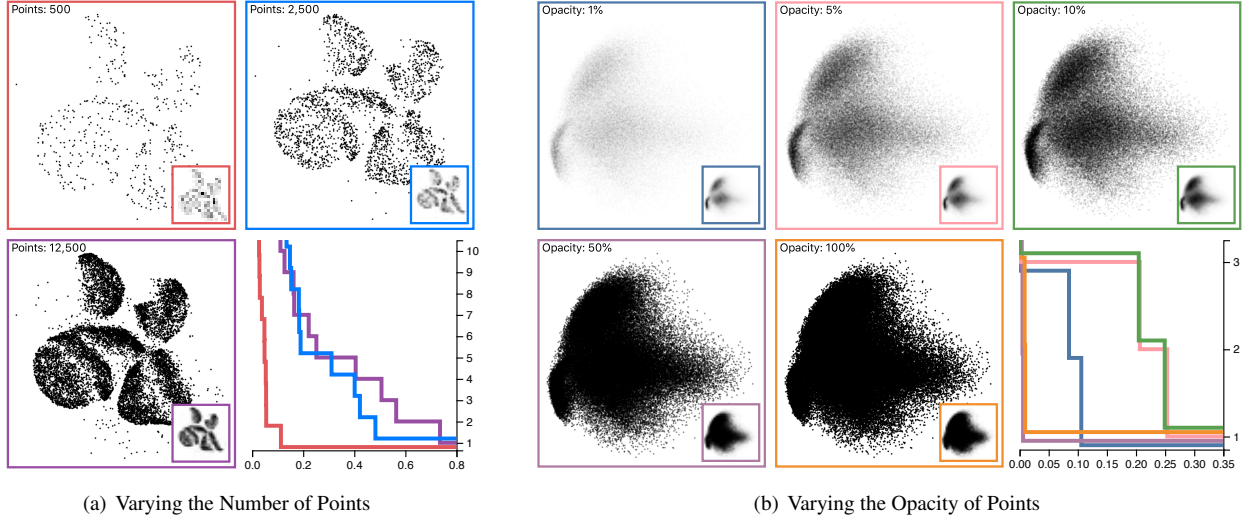 Points: 500
Points: 2,500
Points: 12,500
10
9
8
7
6
5
4
3
2
1
0.0 0.2 0.4 0.6 0.8
(a) Varying the Number of Points
Opacity: 1%
Opacity: 5%
Opacity: 10%
Opacity: 50%
Opacity: 100%
3
2
1
0.00 0.05 0.10 0.15 0.20 0.25 0.30 0.35
(b) Varying the Opacity of Points